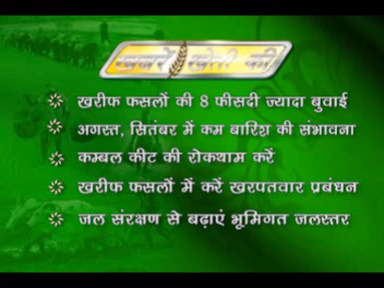 खबरें खेती की
खरीफ फसलों की 8 फीसदी ज्यादा बुवाई
अगस्त, सितंबर में कम बारिश की संभावना
कम्बल कीट की रोकथाम करें
खरीफ फसलों में करें खरपतवार प्रबंधन
जल संरक्षण से बढ़ाएं भूमिगत जलस्तर